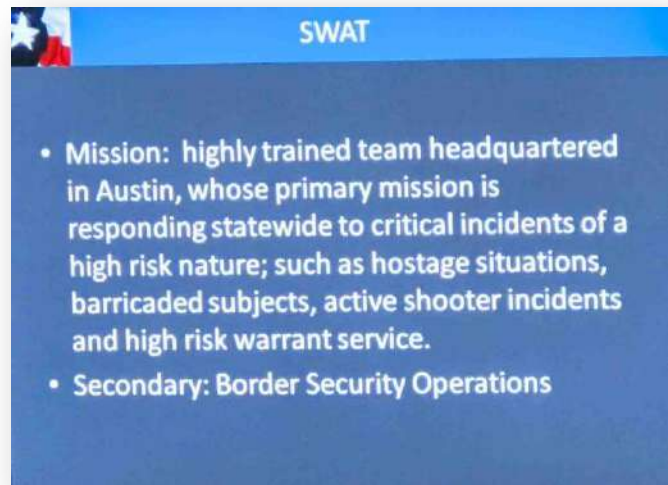 SWAT
• Mission: highly trained team headquartered
in Austin, whose primary mission is
responding statewide to critical incidents of a
high risk nature; such as hostage situations,
barricaded subjects, active shooter incidents
and high risk warrant service.
• Secondary: Border Security Operations